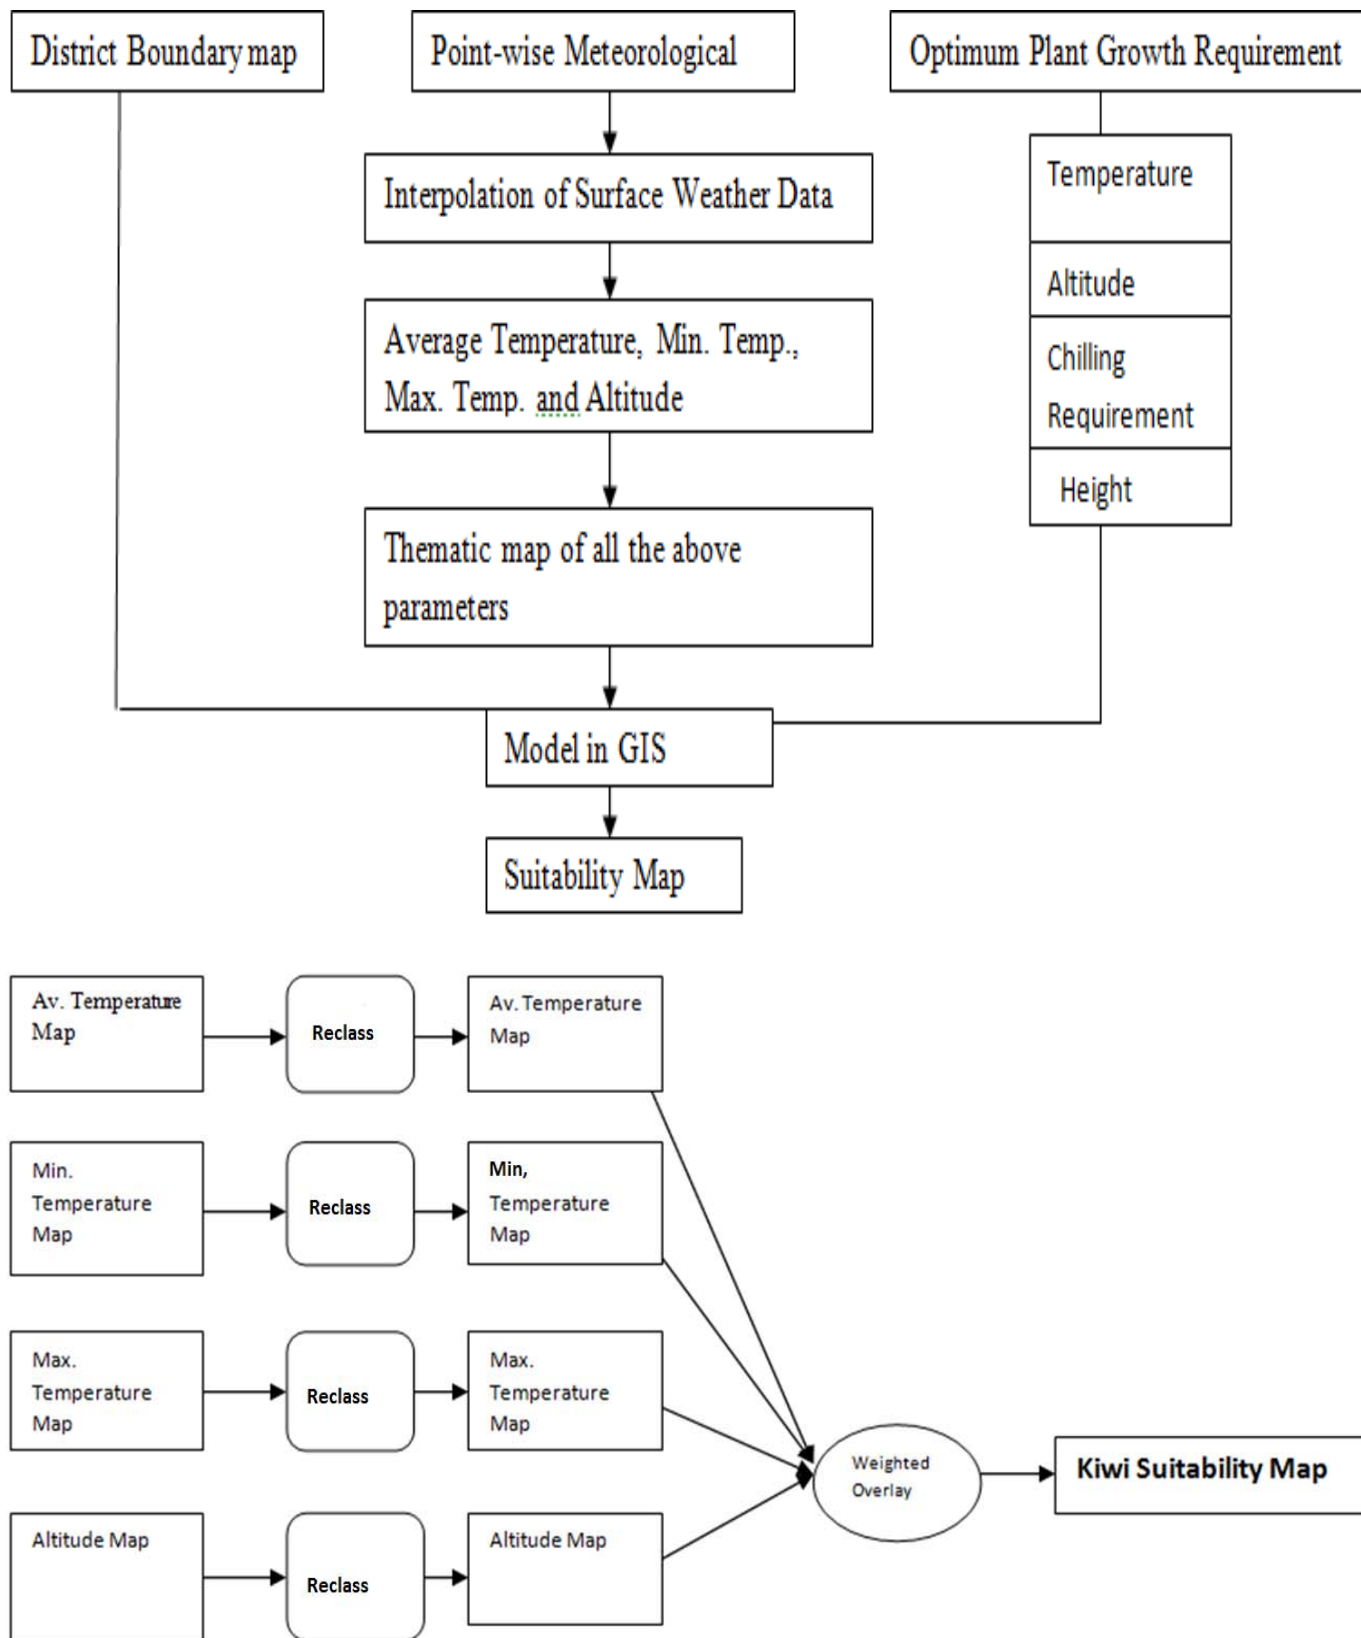 District Boundary map
Point-wise Meteorological
Optimum Plant Growth Requirement
Interpolation of Surface Weather Data
Average Temperature, Min. Temp.,
Max. Temp. and Altitude
Thematic map of all the above
parameters
Temperature
Altitude
Chilling
Requirement
Height
Model in GIS
Suitability Map
Av. Temperature
Map
Reclass
Av. Temperature
Map
Min.
Temperature
Map
Reclass
Min,
Temperature
Map
Max.
Temperature
Map
Reclass
Max.
Temperature
Map
Altitude Map
Reclass
Altitude Map
Weighted
Overlay
Kiwi Suitability Map